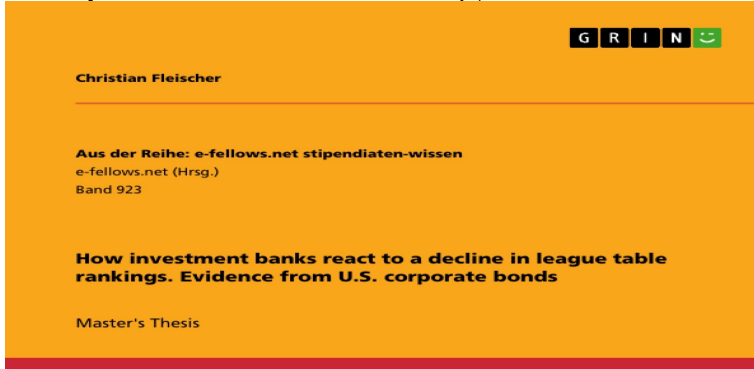 GRIN
Christian Fleischer
Aus der Reihe: e-fellows.net stipendiaten-wissen
e-fellows.net (Hrsg.)
Band 923
How investment banks react to a decline in league table
rankings. Evidence from U.S. corporate bonds
Master's Thesis